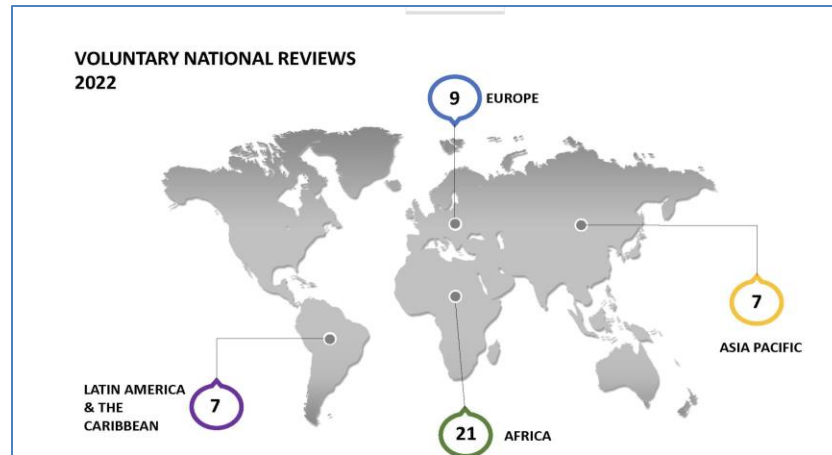 VOLUNTARY NATIONAL REVIEWS
2022
9
EUROPE
7
ASIA PACIFIC
LATIN AMERICA
& THE
CARIBBEAN
7
21
AFRICA